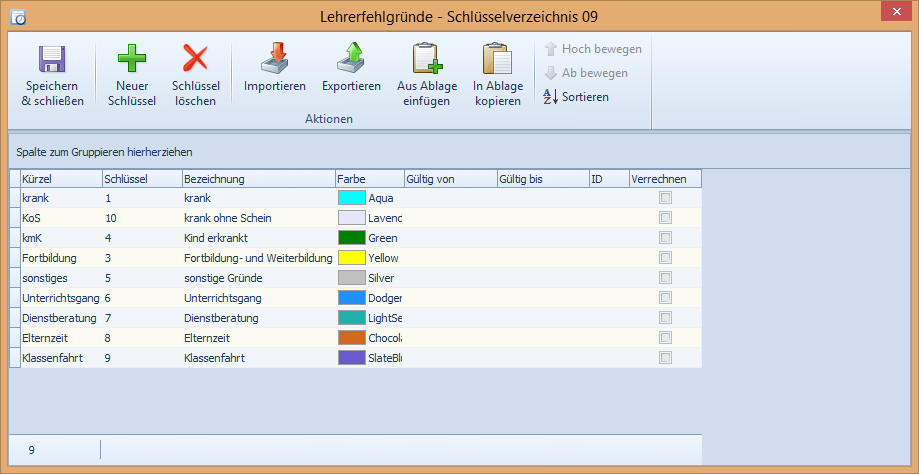 Lehrerfehlgründe - Schlüsselverzeichnis 09
Speichern
& schließen
Neuer
Schlüssel
Schlüssel
löschen
Importieren
Exportieren
Aus Ablage
einfügen
In Ablage
kopieren
Hoch bewegen
Ab bewegen
Sortieren
Aktionen
Spalte zum Gruppieren hierherziehen
Kürzel Schlüssel Bezeichnung Farbe Gültig von Gültig bis ID Verrechnen
krank 1 krank Aqua
KoS 10 krank ohne Schein Lavend
kmK 4 Kind erkrankt Green
Fortbildung 3 Fortbildung- und Weiterbildung Yellow
sonstiges 5 sonstige Gründe Silver
Unterrichtsgang 6 Unterrichtsgang Dodger
Dienstberatung 7 Dienstberatung LightSe
Elternzeit 8 Elternzeit Chocola
Klassenfahrt 9 Klassenfahrt SlateBlu
9